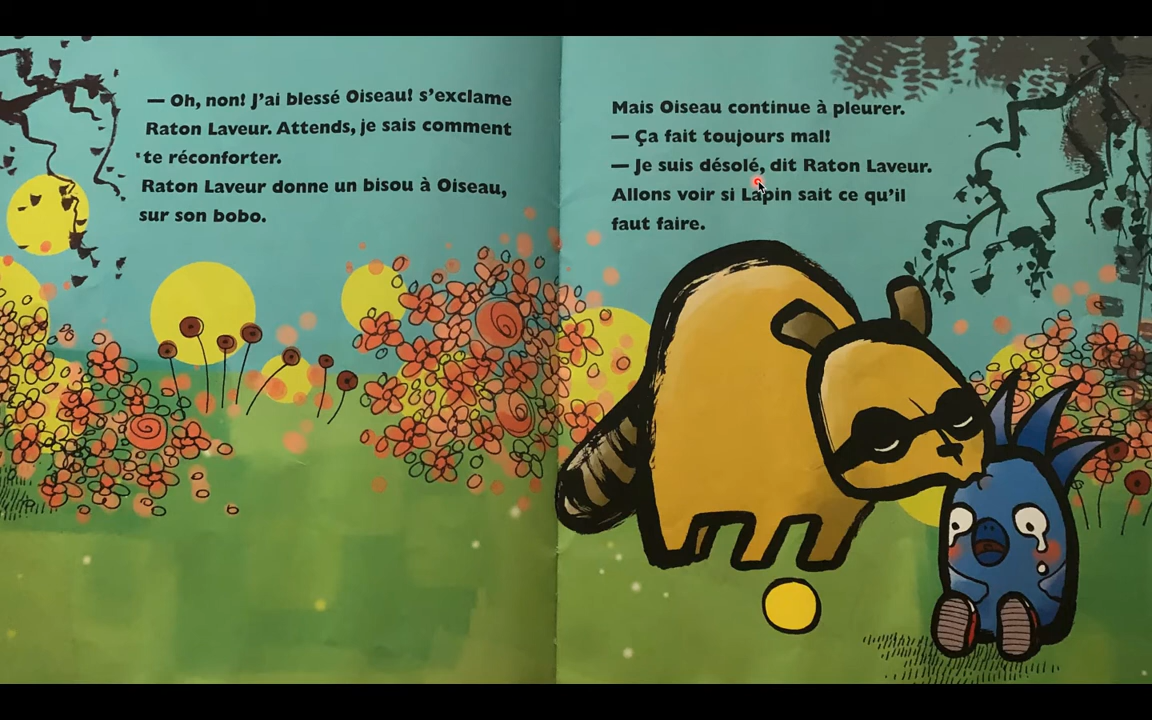 — Oh, non! J'ai blessé Oiseau! s'exclame
Raton Laveur. Attends, je sais comment
te réconforter.
Raton Laveur donne un bisou à Oiseau,
sur son bobo.
Mais Oiseau continue à pleurer.
— Ça fait toujours mal!
— Je suis désolé, dit Raton Laveur.
Allons voir si Lapin sait ce qu'il
faut faire.